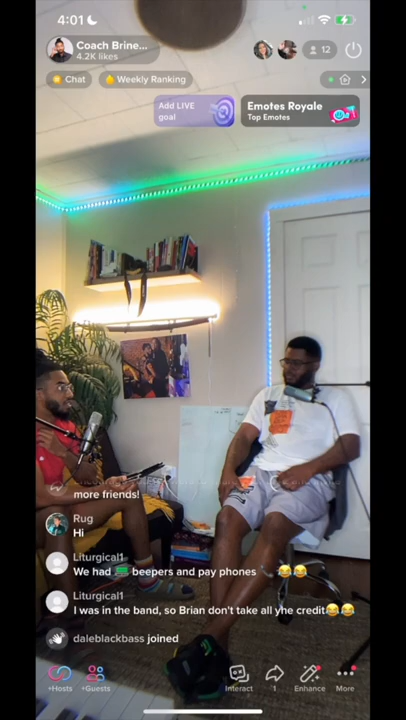 4:01
Coach Brine...
4.2K likes
12
Chat
Weekly Ranking
Add LIVE
goal
Emotes Royale
Top Emotes
more friends!
Rug
Hi
Liturgical1
We had 📟 beepers and pay phones 😂😂
Liturgical1
I was in the band, so Brian don't take all yhe credit😂😂
daleblackbass joined
+Hosts
+Guests
Interact
1
Enhance
More